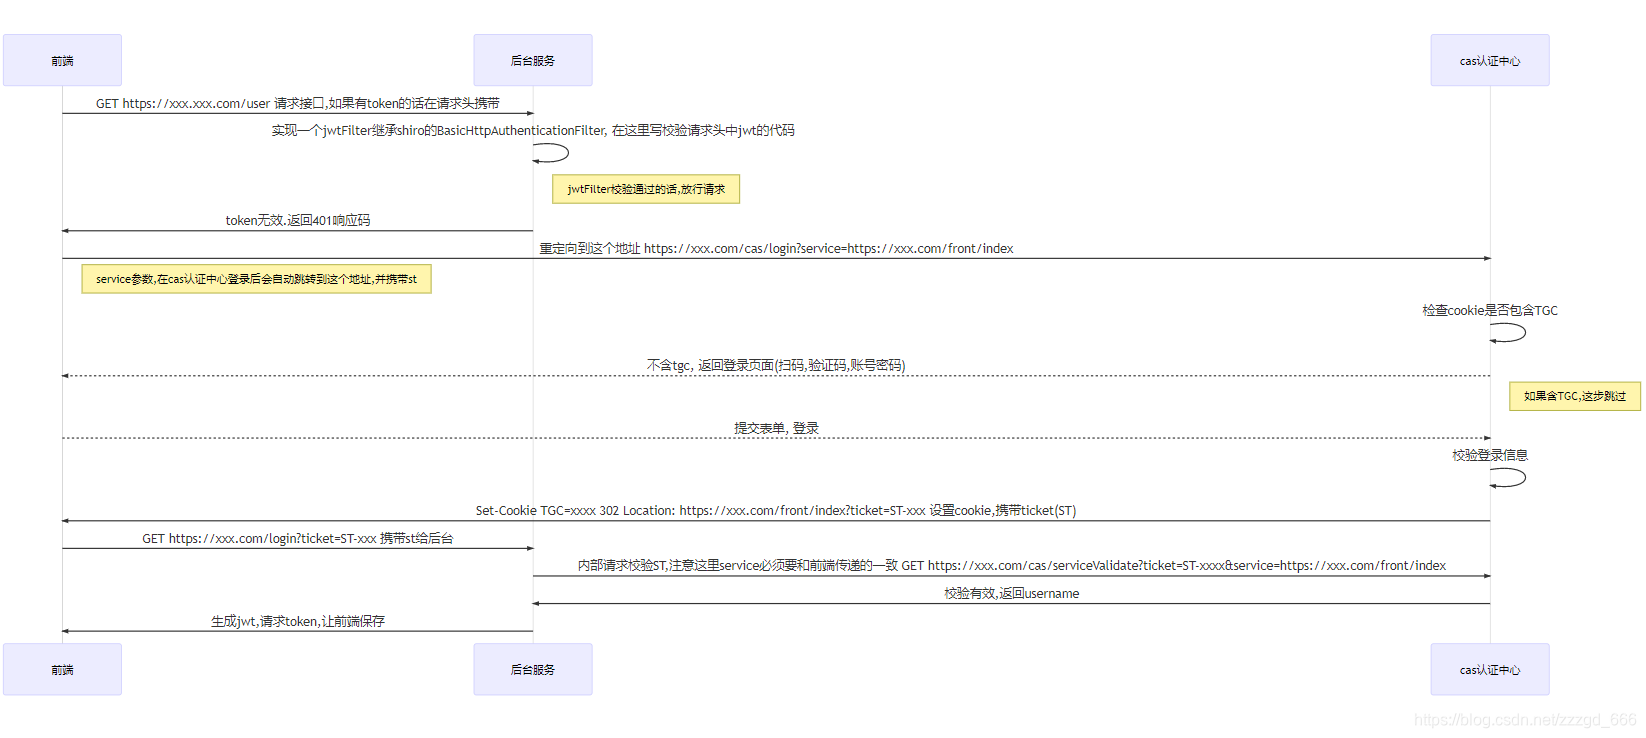 前端
后台服务
cas认证中心
GET https://xxx.xxx.com/user 请求接口,如果有token的话在请求头携带
实现一个jwtFilter继承shiro的BasicHttpAuthenticationFilter, 在这里写校验请求头中jwt的代码
jwtFilter校验通过的话,放行请求
token无效.返回401响应码
重定向到这个地址 https://xxx.com/cas/login?service=https://xxx.com/front/index
service参数,在cas认证中心登录后会自动跳转到这个地址,并携带st
检查cookie是否包含TGC
不含tgc, 返回登录页面(扫码,验证码,账号密码)
如果含TGC,这步跳过
提交表单, 登录
校验登录信息
Set-Cookie TGC=xxxx 302 Location: https://xxx.com/front/index?ticket=ST-xxx 设置cookie,携带ticket(ST)
GET https://xxx.com/login?ticket=ST-xxx 携带st给后台
内部请求校验ST,注意这里service必须要和前端传递的一致 GET https://xxx.com/cas/serviceValidate?ticket=ST-xxxx&service=https://xxx.com/front/index
校验有效,返回username
生成jwt,请求token,让前端保存
前端
后台服务
cas认证中心
https://blog.csdn.net/zzzgd_666